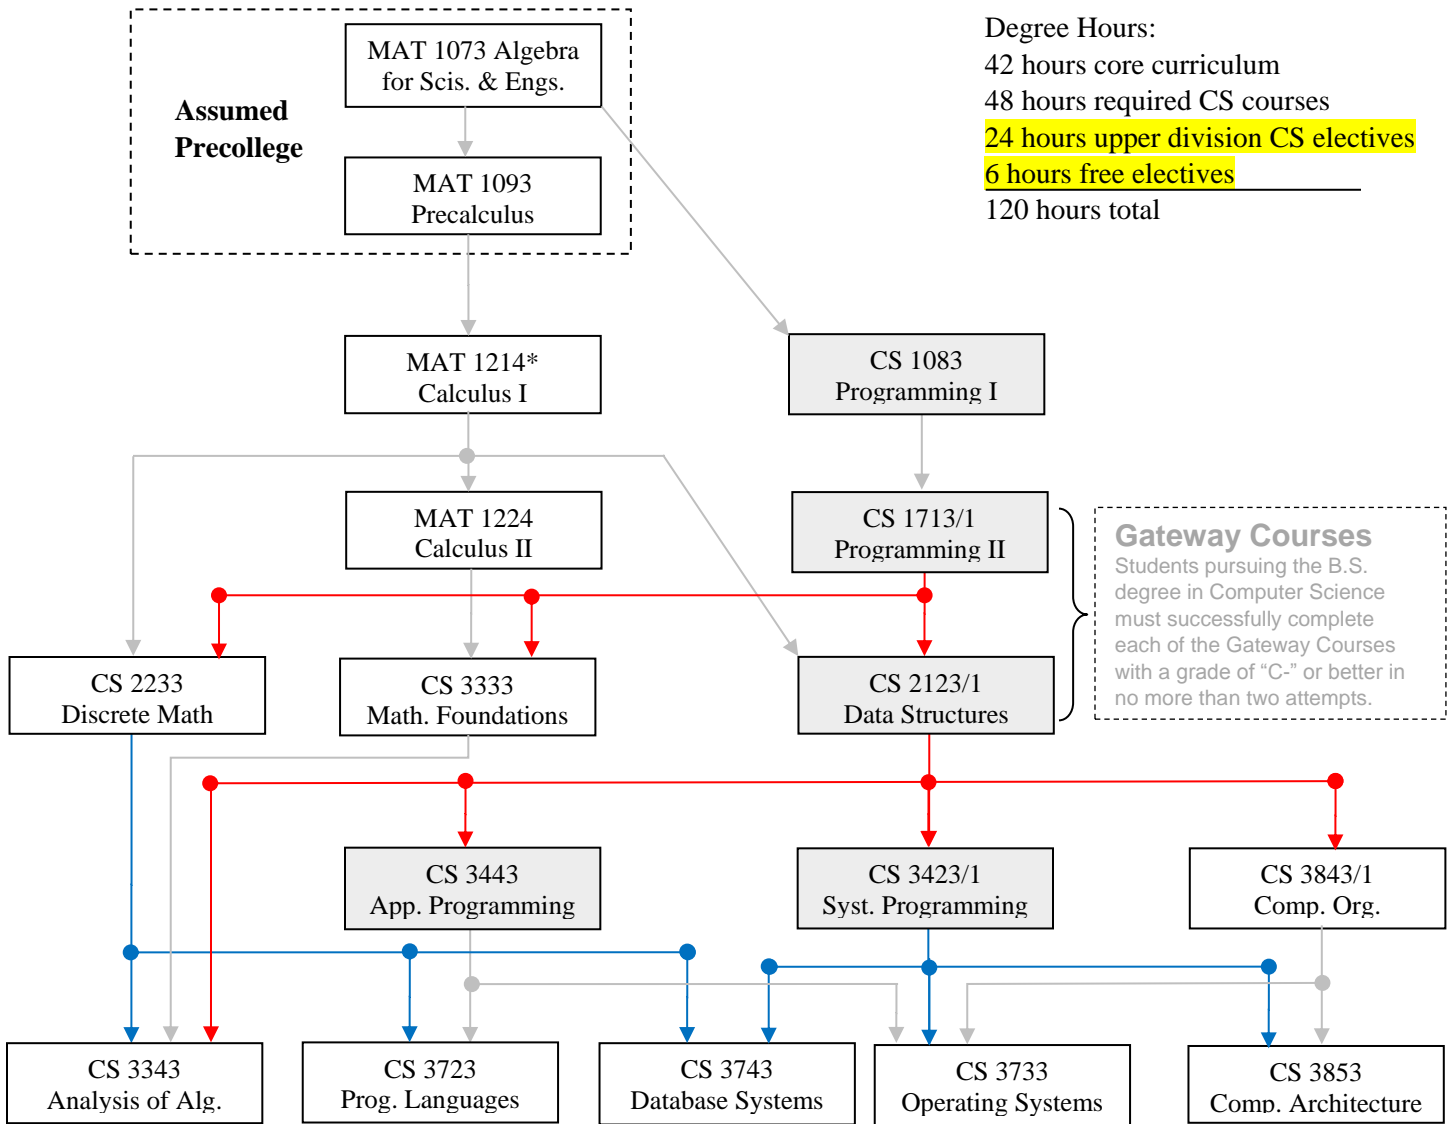 MAT 1073 Algebra
for Scis. & Engs.
Assumed
Precollege
MAT 1093
Precalculus
Degree Hours:
42 hours core curriculum
48 hours required CS courses
24 hours upper division CS electives
6 hours free electives
120 hours total
MAT 1214*
Calculus I
CS 1083
Programming I
MAT 1224
Calculus II
CS 1713/1
Programming II
Gateway Courses
Students pursuing the B.S.
degree in Computer Science
must successfully complete
each of the Gateway Courses
with a grade of “C-” or better in
no more than two attempts.
CS 2233
Discrete Math
CS 3333
Math. Foundations
CS 2123/1
Data Structures
CS 3443
App. Programming
CS 3423/1
Syst. Programming
CS 3843/1
Comp. Org.
CS 3343
Analysis of Alg.
CS 3723
Prog. Languages
CS 3743
Database Systems
CS 3733
Operating Systems
CS 3853
Comp. Architecture